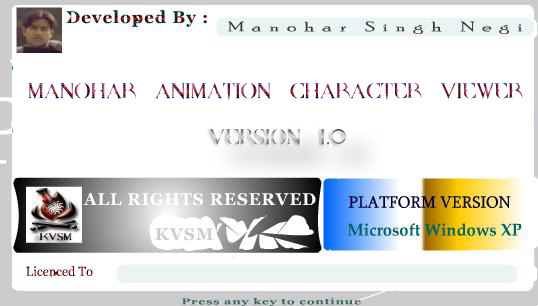 Developed By : Manohar Singh Negi
MANOHAR ANIMATION CHARACTER VIEWER
VERSION 1.0
ALL RIGHTS RESERVED
KVSM
KVSM
PLATFORM VERSION
Microsoft Windows XP
Licenced To
Press any key to continue